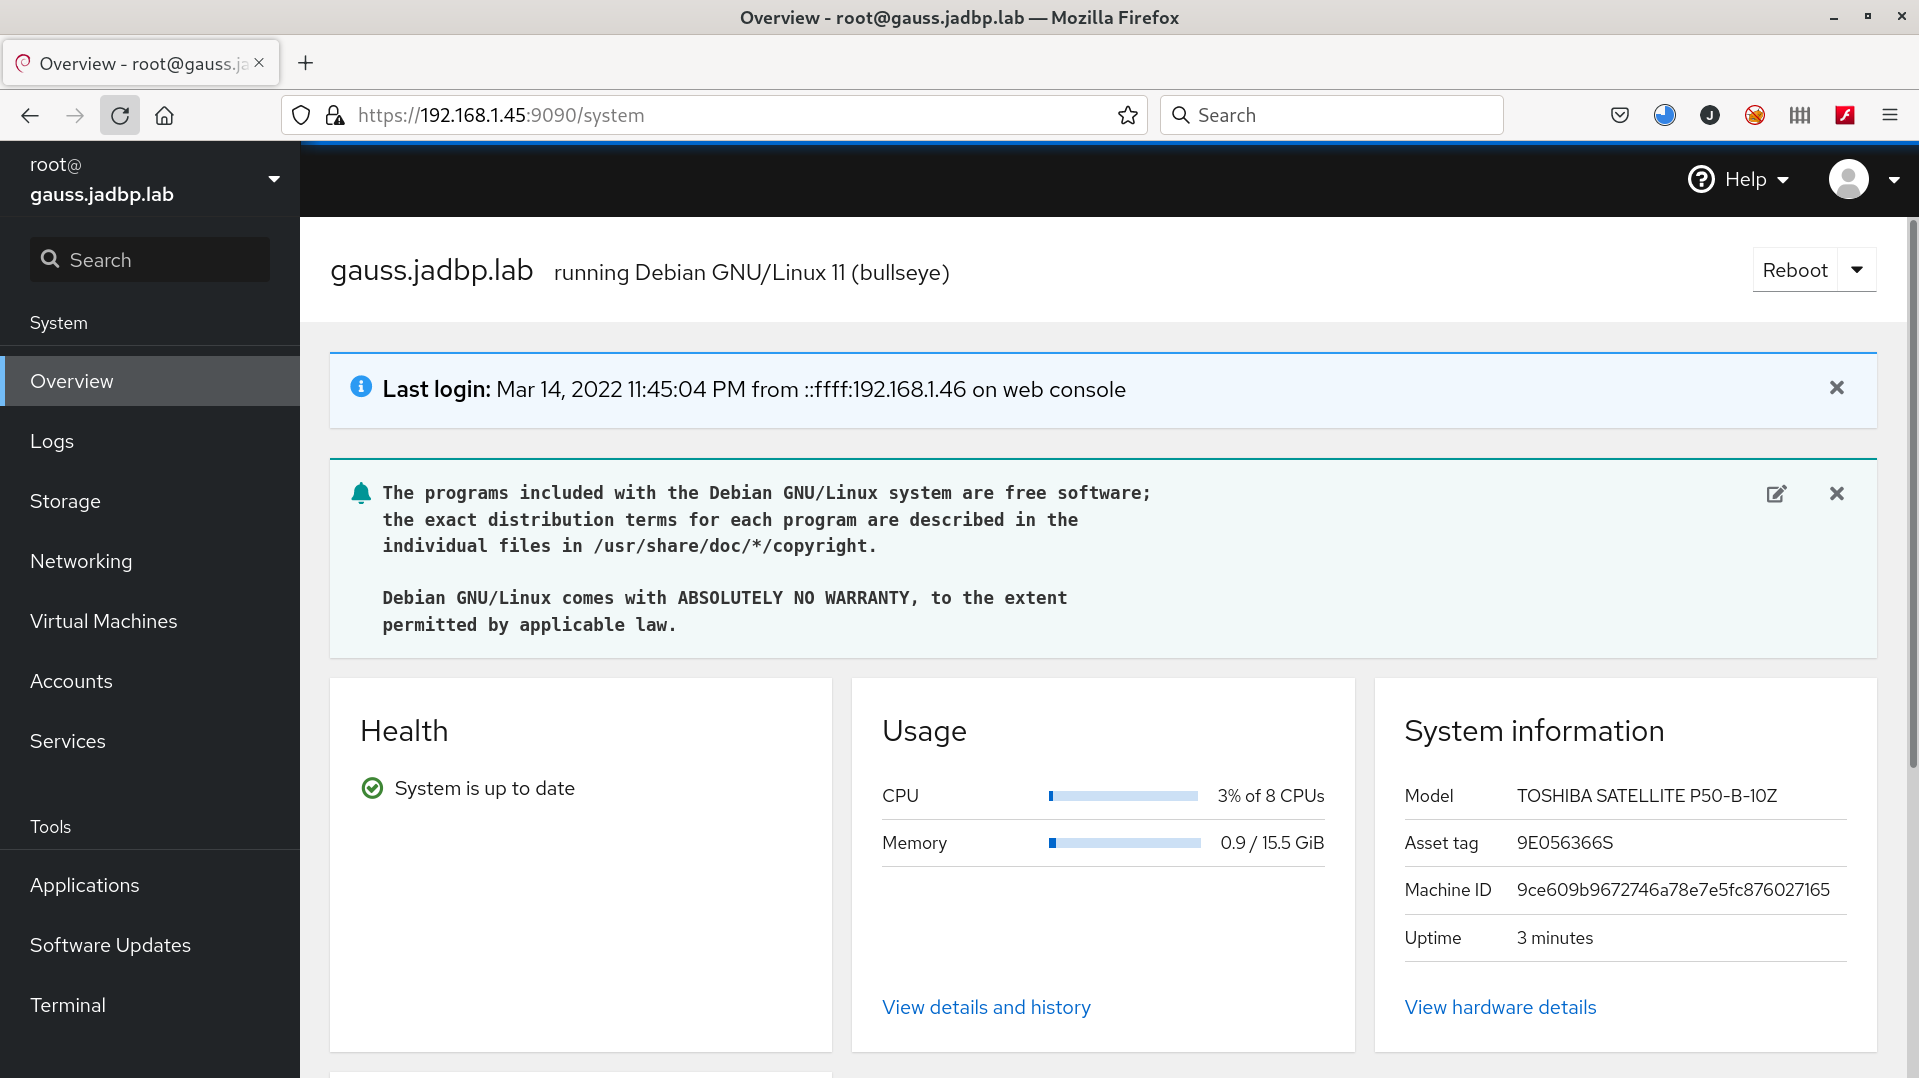 Overview - root@gauss.jadbp.lab — Mozilla Firefox
Overview - root@gauss.ja
https://192.168.1.45:9090/system
Search
root@
gauss.jadbp.lab
Help
Search
gauss.jadbp.lab running Debian GNU/Linux 11 (bullseye)
Reboot
System
Overview
Logs
Storage
Networking
Virtual Machines
Accounts
Services
Tools
Applications
Software Updates
Terminal
Last login: Mar 14, 2022 11:45:04 PM from ::ffff:192.168.1.46 on web console
The programs included with the Debian GNU/Linux system are free software;
the exact distribution terms for each program are described in the
individual files in /usr/share/doc/*/copyright.
Debian GNU/Linux comes with ABSOLUTELY NO WARRANTY, to the extent
permitted by applicable law.
Health
System is up to date
Usage
CPU 3% of 8 CPUs
Memory 0.9 / 15.5 GiB
View details and history
System information
Model TOSHIBA SATELLITE P50-B-10Z
Asset tag 9E056366S
Machine ID 9ce609b9672746a78e7e5fc876027165
Uptime 3 minutes
View hardware details